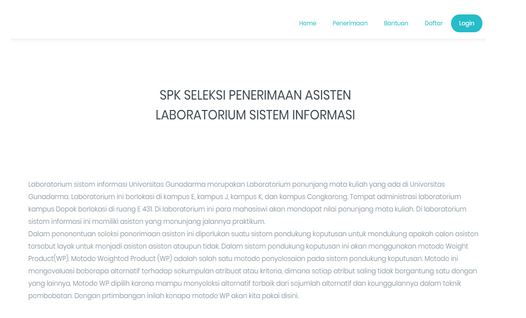 Home Penerimaan Bantuan Daftar Login
SPK SELEKSI PENERIMAAN ASISTEN
LABORATORIUM SISTEM INFORMASI
Laboratorium sistem informasi Universitas Gunadarma merupakan Laboratorium penunjang mata kuliah yang ada di Universitas
Gunadarma. Laboratorium ini berlokasi di kampus E, kampus J, kampus K, dan kampus Cengkareng. Tempat administrasi laboratorium
kampus Depok berlokasi di ruang E 431. Di laboratorium ini para mahasiswi akan mendapat nilai penunjang mata kuliah. Di laboratorium
sistem informasi ini memiliki asisten yang menunjang jalannya praktikum.
Dalam penonentuan seleksi penerimaan asisten ini diperlukan suatu sistem pendukung keputusan untuk mendukung apakah calon asisten
tersebut layak untuk menjadi asisten asisten ataupun tidak. Dalam sistem pondukung keputusan ini akan menggunakan metode Weight
Product(WP). Metode Weighted Product (WP) adalah salah satu metode penyelesaian pada sistem pendukung keputusan. Metode ini
mengevaluasi beberapa alternatif terhadap sekumpulan atribuat atau kriteria, dimana setiap atribut saling tidak bergantung satu dengan
yang lainnya. Metode WP dipilih karena mampu menyeleksi alternatif terbaik dari sejumlah alternatif dan keunggulannya dalam teknik
pembobotan. Dengan prtimbangan inilah kenapa metode WP akan kita pakai disini.